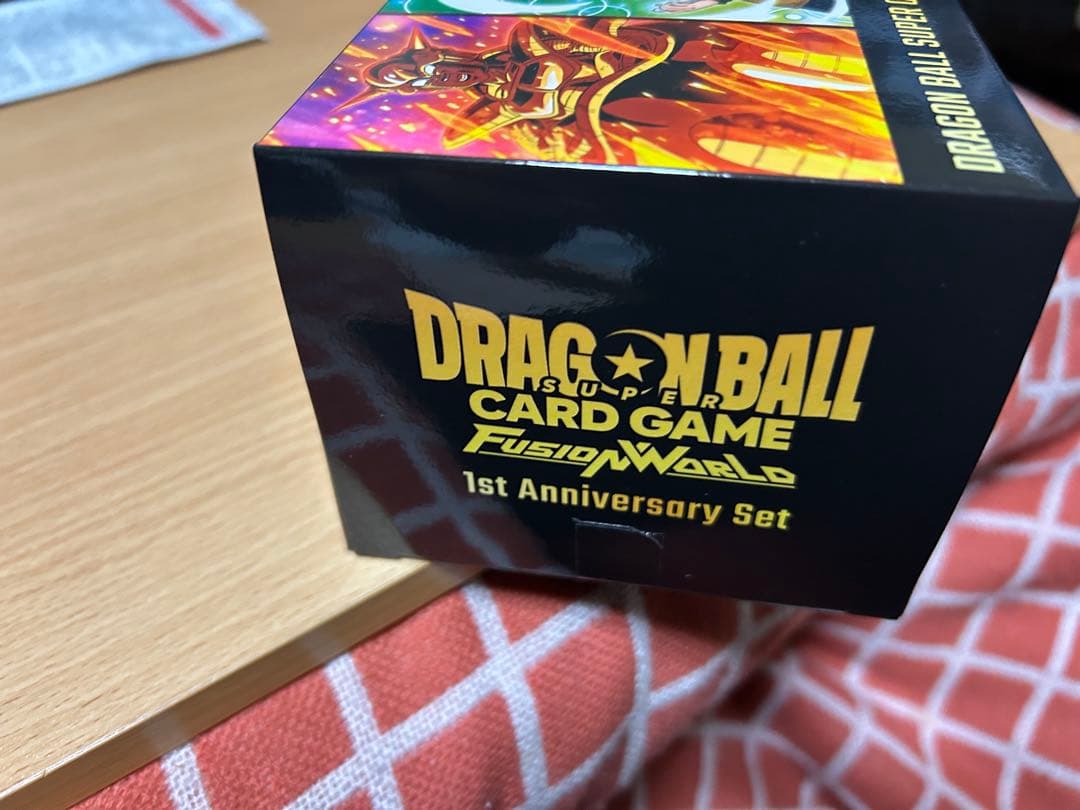 DRAGON BALL SUPER
DRAGON BALL
SUPER
CARD GAME
FUSION WORLD
1st Anniversary Set